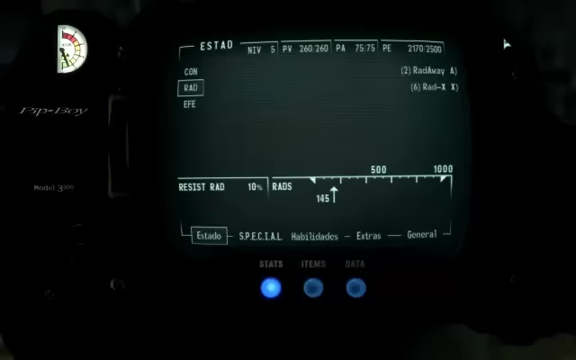 ESTAD NIV 5 PV 260/260 PA 75/75 PE 2170/2500
CON (2) RadAway A)
RAD (6) Rad-X X)
EFE
Pip-Boy
500 1000
RESIST RAD 10% RADS
Model 3000
145
Estado S.P.E.C.I.A.L. Habilidades Extras General
STATS ITEMS DATA